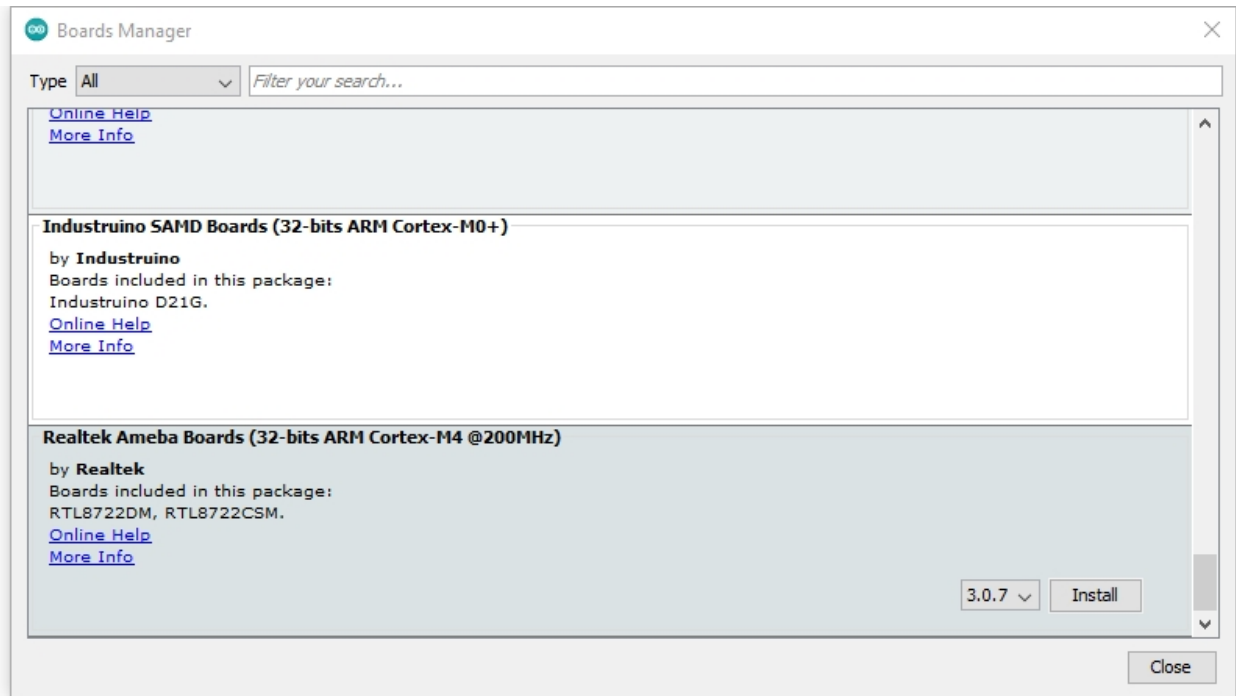 Boards Manager
Type All Filter your search...
Online Help
More Info
Industruino SAMD Boards (32-bits ARM Cortex-M0+)
by Industruino
Boards included in this package:
Industruino D21G.
Online Help
More Info
Realtek Ameba Boards (32-bits ARM Cortex-M4 @200MHz)
by Realtek
Boards included in this package:
RTL8722DM, RTL8722CSM.
Online Help
More Info
3.0.7 Install
Close